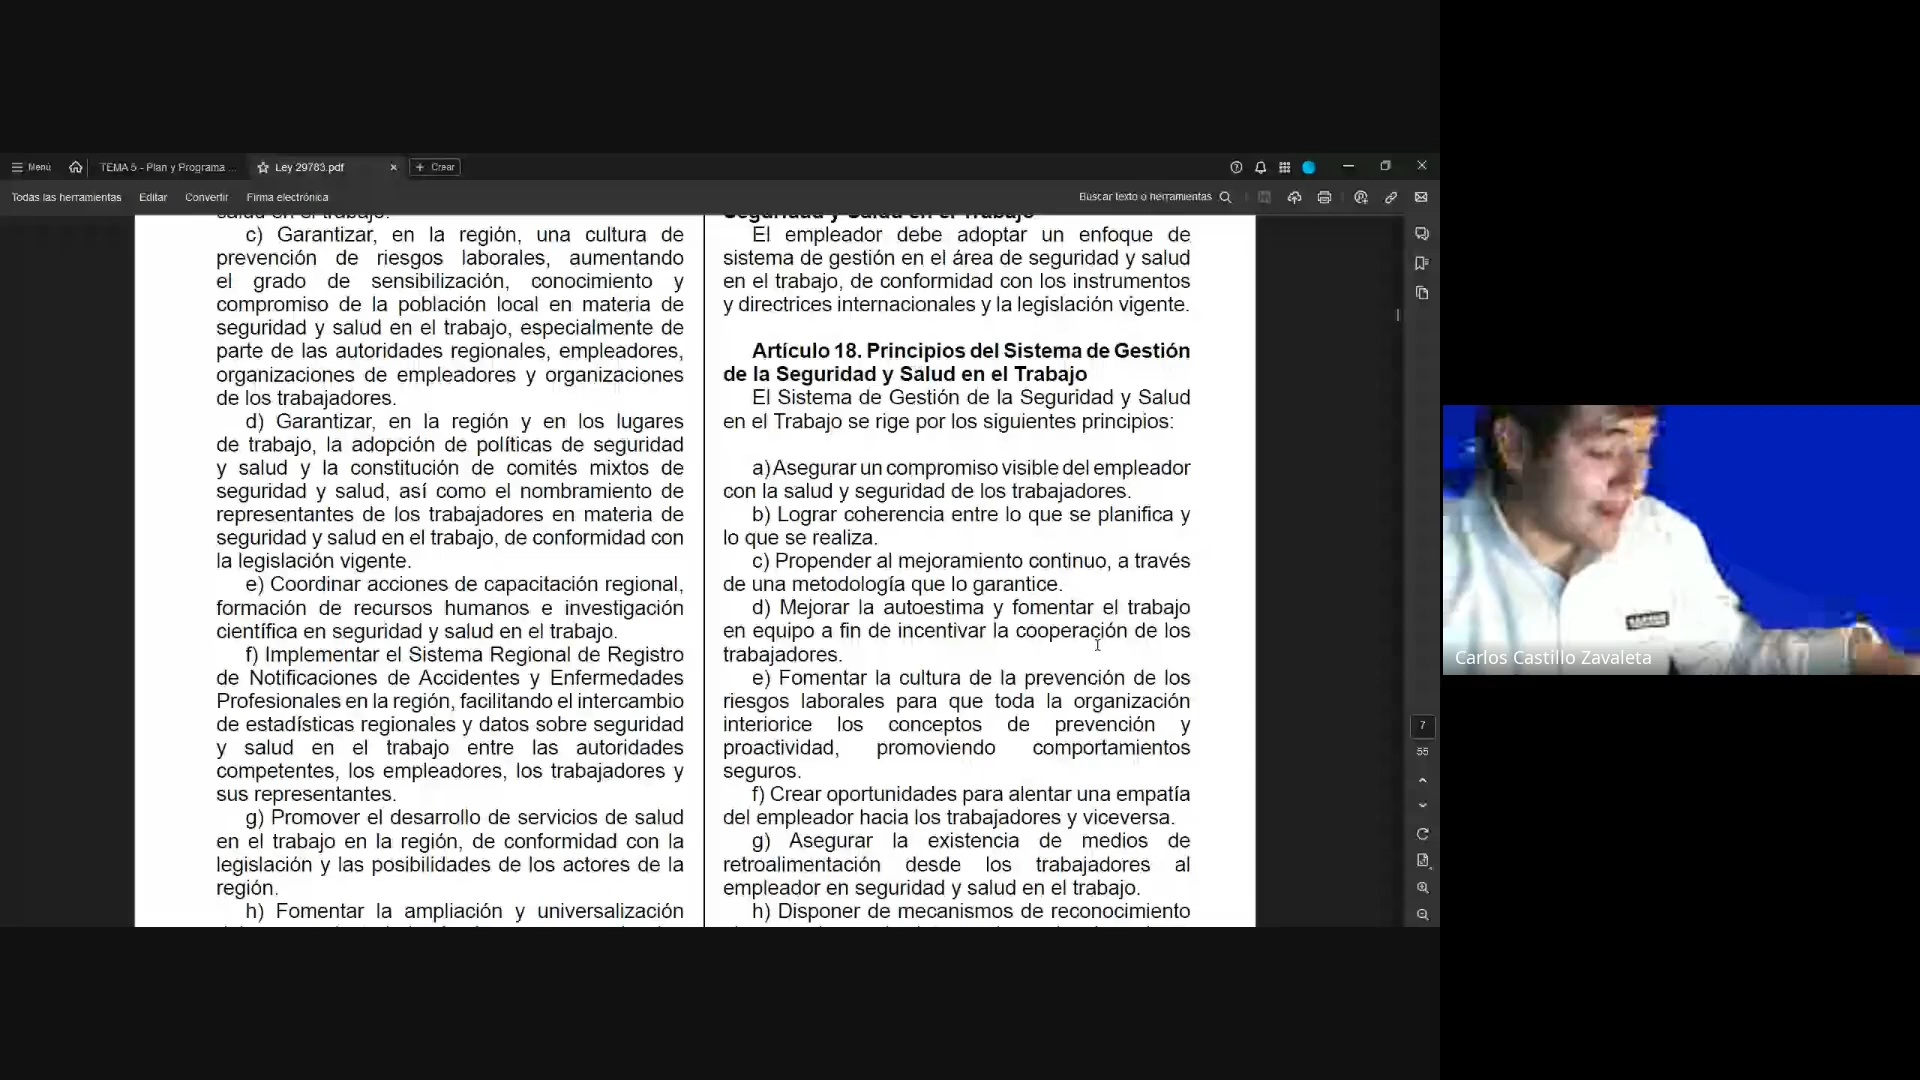 Menú
TEMA 5 - Plan y Programa ...
Ley 29783.pdf
Crear
Todas las herramientas
Editar
Convertir
Firma electrónica
Buscar texto o herramientas
salud en el trabajo.
c) Garantizar, en la región, una cultura de
prevención de riesgos laborales, aumentando
el grado de sensibilización, conocimiento y
compromiso de la población local en materia de
seguridad y salud en el trabajo, especialmente de
parte de las autoridades regionales, empleadores,
organizaciones de empleadores y organizaciones
de los trabajadores.
d) Garantizar, en la región y en los lugares
de trabajo, la adopción de políticas de seguridad
y salud y la constitución de comités mixtos de
seguridad y salud, así como el nombramiento de
representantes de los trabajadores en materia de
seguridad y salud en el trabajo, de conformidad con
la legislación vigente.
e) Coordinar acciones de capacitación regional,
formación de recursos humanos e investigación
científica en seguridad y salud en el trabajo.
f) Implementar el Sistema Regional de Registro
de Notificaciones de Accidentes y Enfermedades
Profesionales en la región, facilitando el intercambio
de estadísticas regionales y datos sobre seguridad
y salud en el trabajo entre las autoridades
competentes, los empleadores, los trabajadores y
sus representantes.
g) Promover el desarrollo de servicios de salud
en el trabajo en la región, de conformidad con la
legislación y las posibilidades de los actores de la
región.
h) Fomentar la ampliación y universalización
Seguridad y Salud en el Trabajo
El empleador debe adoptar un enfoque de
sistema de gestión en el área de seguridad y salud
en el trabajo, de conformidad con los instrumentos
y directrices internacionales y la legislación vigente.
Artículo 18. Principios del Sistema de Gestión
de la Seguridad y Salud en el Trabajo
El Sistema de Gestión de la Seguridad y Salud
en el Trabajo se rige por los siguientes principios:
a) Asegurar un compromiso visible del empleador
con la salud y seguridad de los trabajadores.
b) Lograr coherencia entre lo que se planifica y
lo que se realiza.
c) Propender al mejoramiento continuo, a través
de una metodología que lo garantice.
d) Mejorar la autoestima y fomentar el trabajo
en equipo a fin de incentivar la cooperación de los
trabajadores.
e) Fomentar la cultura de la prevención de los
riesgos laborales para que toda la organización
interiorice los conceptos de prevención y
proactividad, promoviendo comportamientos
seguros.
f) Crear oportunidades para alentar una empatía
del empleador hacia los trabajadores y viceversa.
g) Asegurar la existencia de medios de
retroalimentación desde los trabajadores al
empleador en seguridad y salud en el trabajo.
h) Disponer de mecanismos de reconocimiento
7
55
Carlos Castillo Zavaleta